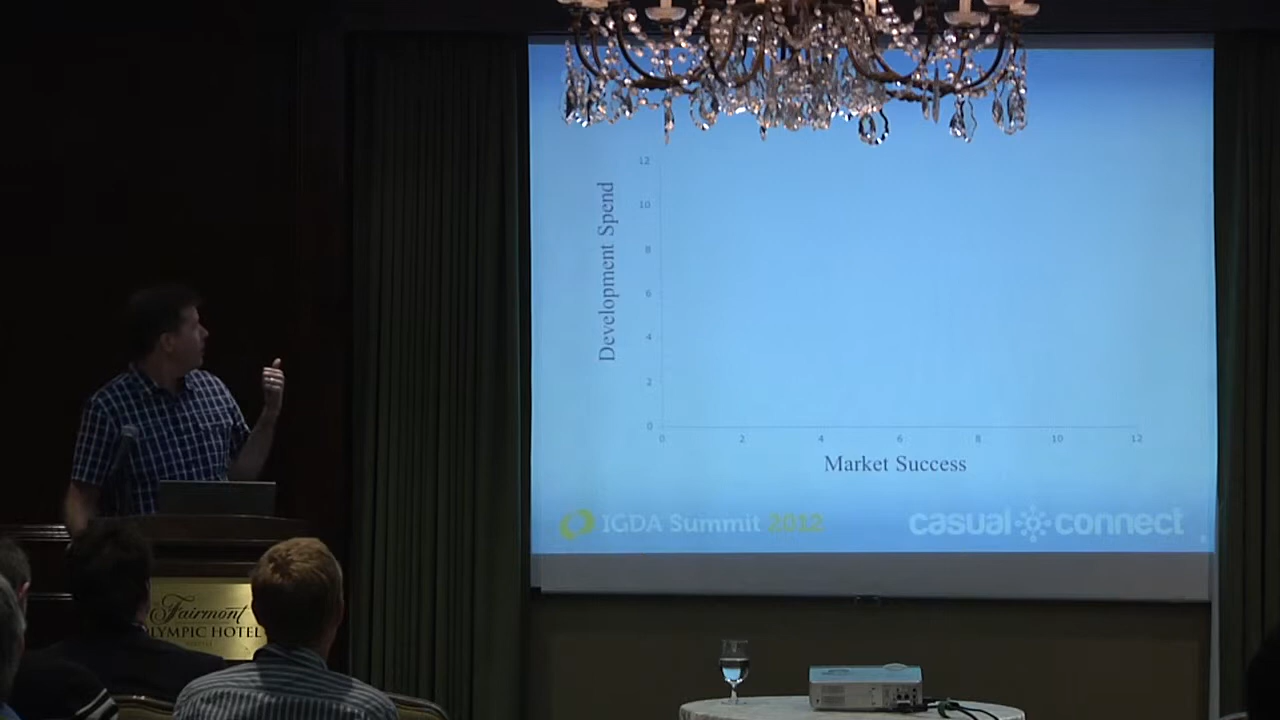 12
10
8
6
4
2
0
Development Spend
0 2 4 6 8 10 12
Market Success
IGDA Summit 2012
casual connect
Fairmont
LYMPIC HOTEL